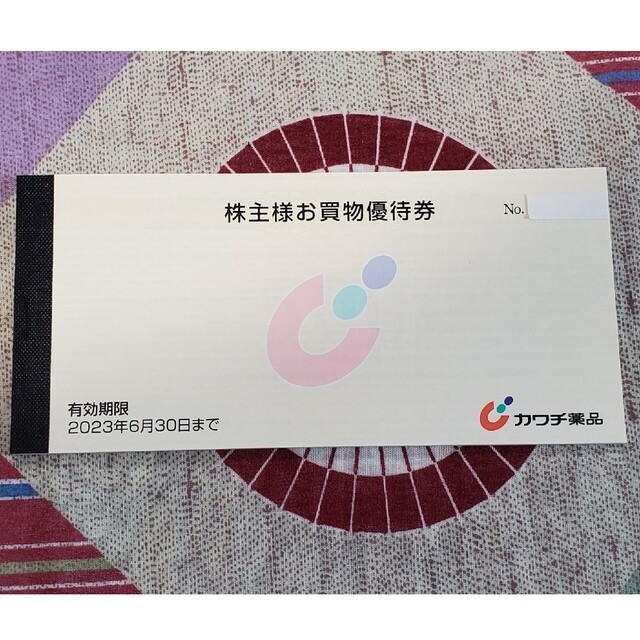 株主様お買物優待券
No.
有効期限
2023年6月30日まで
カワチ薬品